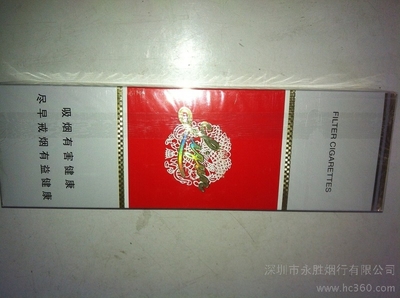 吸烟有害健康
尽早戒烟有益健康
FILTER CIGARETTES
深圳市永胜烟行有限公司
www.hc360.com